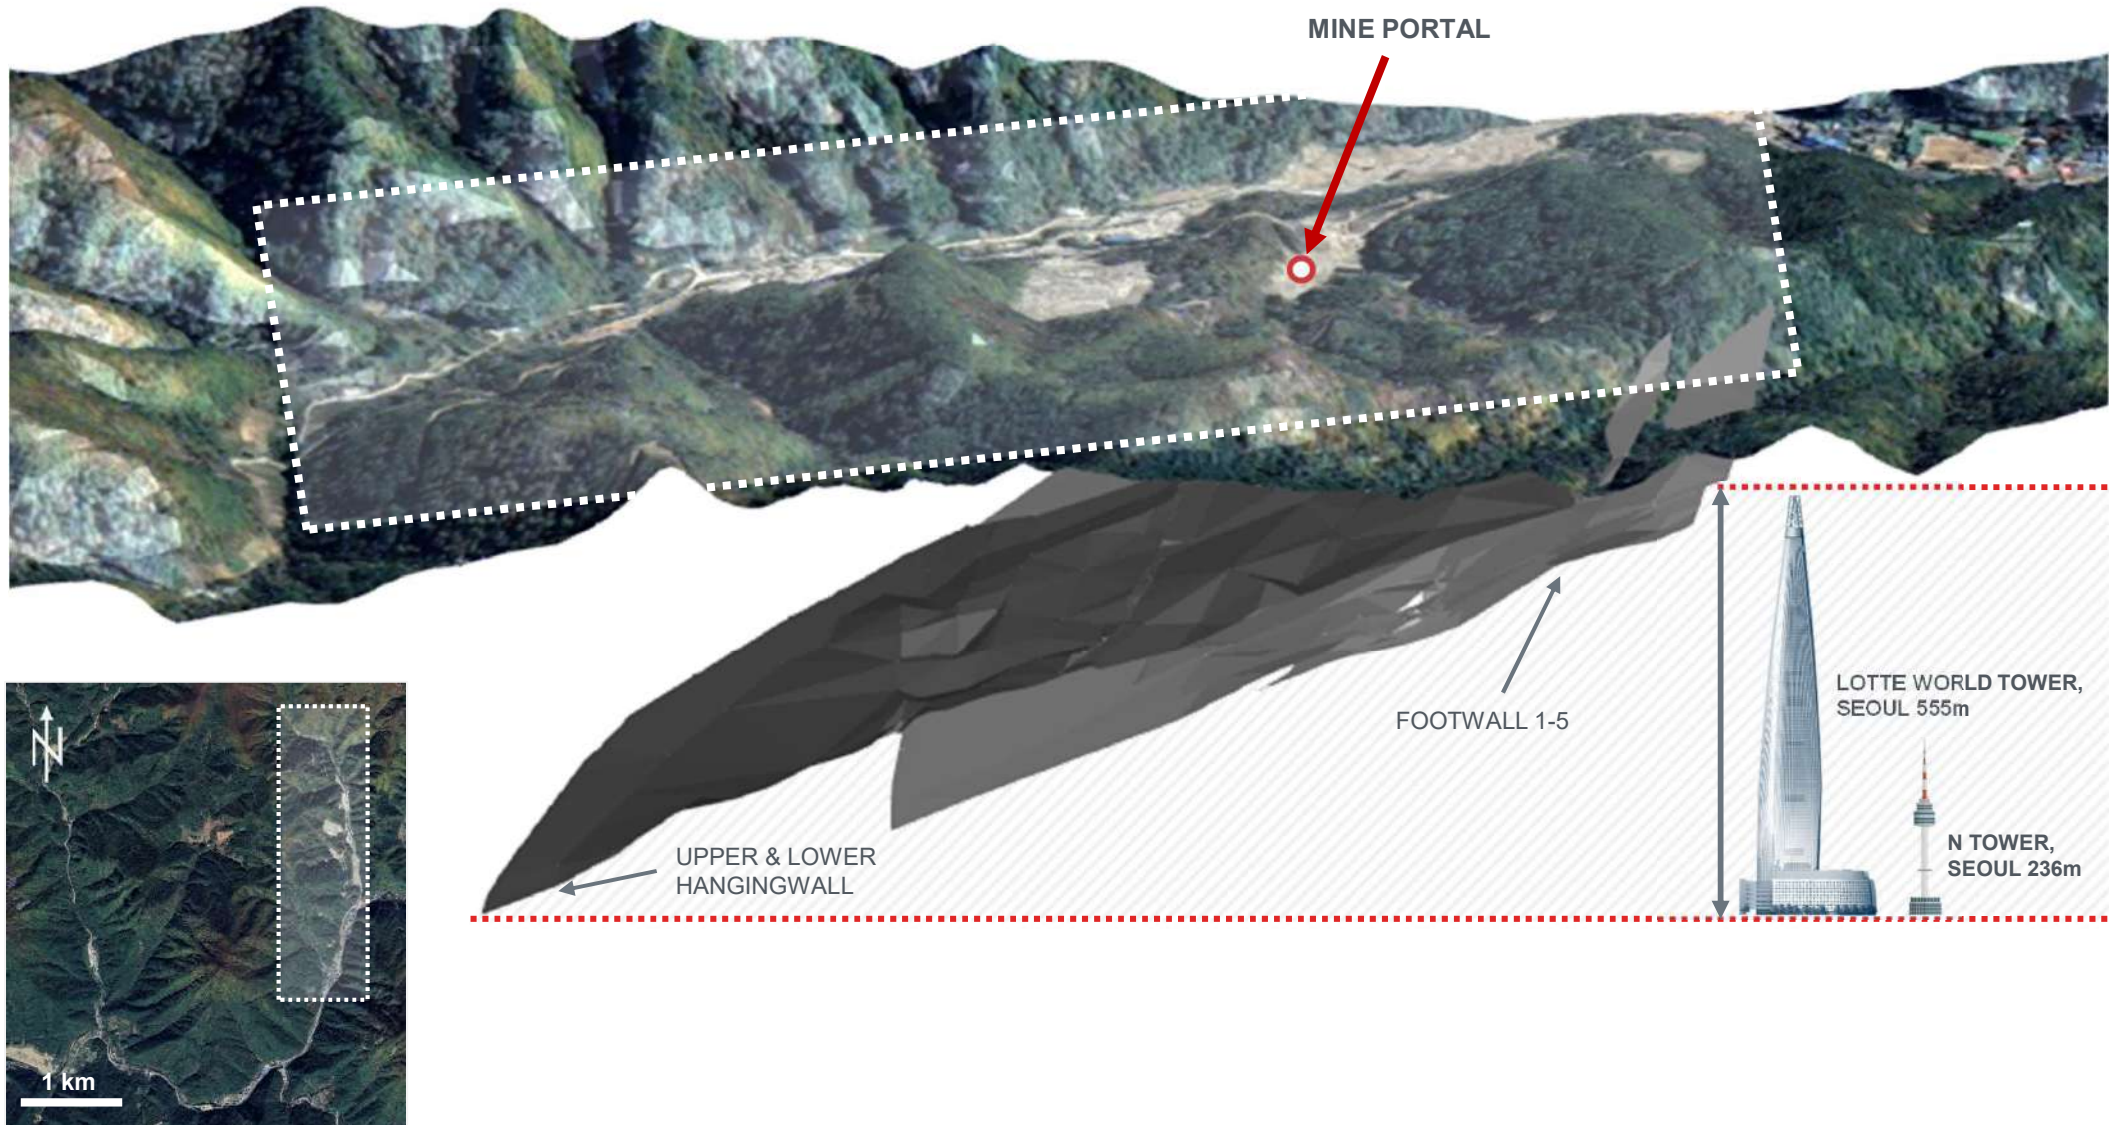 MINE PORTAL
LOTTE WORLD TOWER,
SEOUL 555m
FOOTWALL 1-5
N TOWER,
SEOUL 236m
UPPER & LOWER
HANGINGWALL
N
1 km